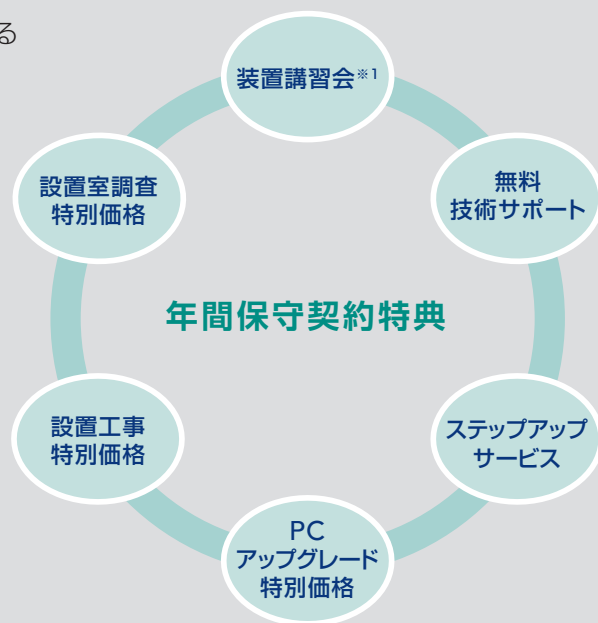 る
装置講習会※1
無料
技術サポート
ステップアップ
サービス
PC
アップグレード
特別価格
設置工事
特別価格
設置室調査
特別価格
年間保守契約特典